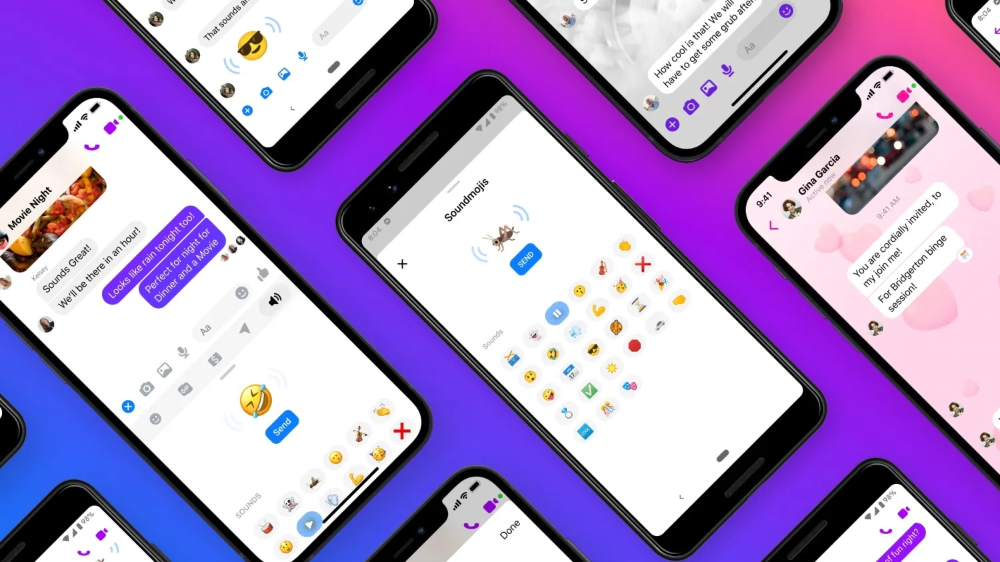 That sounds
Aa
How cool is that! We will
have to get some grub after
Aa
8:04
Movie Night
Kelsey
Sounds Great!
We'll be there in an hour!
Looks like rain tonight too!
Perfect for night for
Dinner and a Movie
Aa
GIF
Send
SOUNDS
98%
8:04
Soundmojis
SEND
Sounds
17
COOL
9:41
Gina Garcia
Active now
9:41 AM
You are cordially invited, to
my join me!
For Bridgerton binge
session!
98%
Done
98%
of fun right?